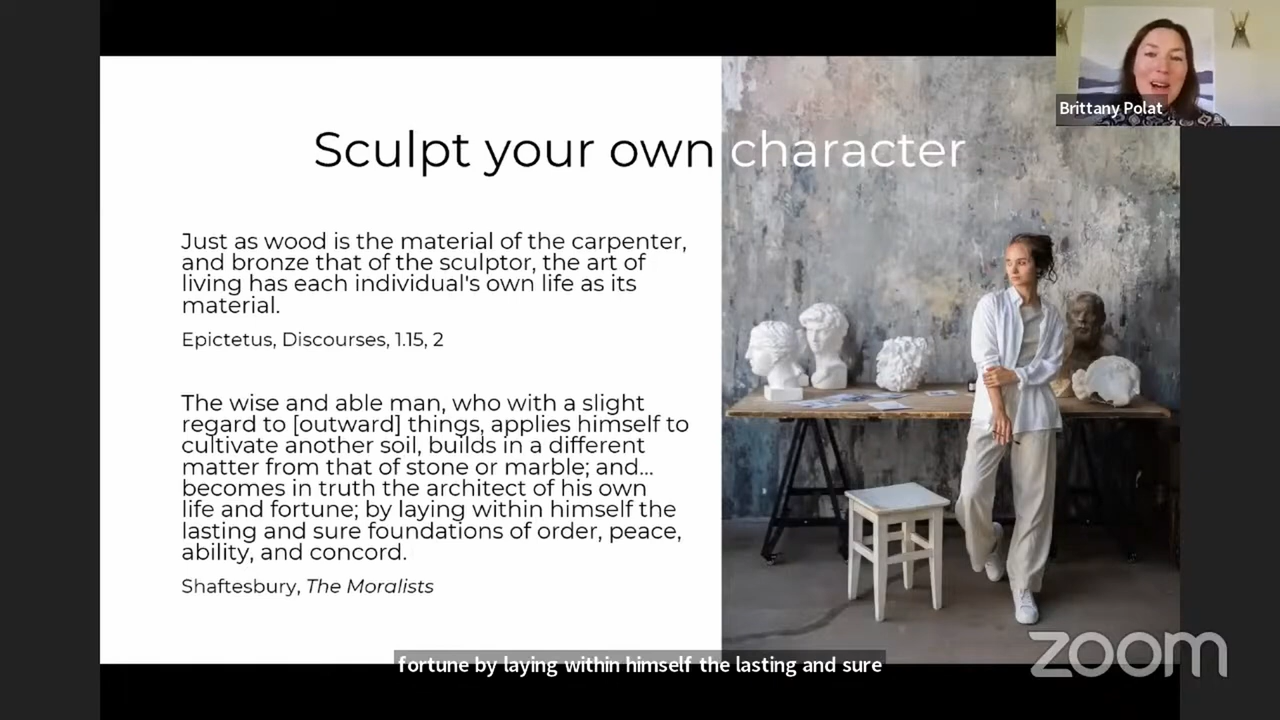 Brittany Polat
Sculpt your own character
Just as wood is the material of the carpenter,
and bronze that of the sculptor, the art of
living has each individual's own life as its
material.
Epictetus, Discourses, 1.15, 2
The wise and able man, who with a slight
regard to [outward] things, applies himself to
cultivate another soil, builds in a different
matter from that of stone or marble; and...
becomes in truth the architect of his own
life and fortune; by laying within himself the
lasting and sure foundations of order, peace,
ability, and concord.
Shaftesbury, The Moralists
fortune by laying within himself the lasting and sure
zoom